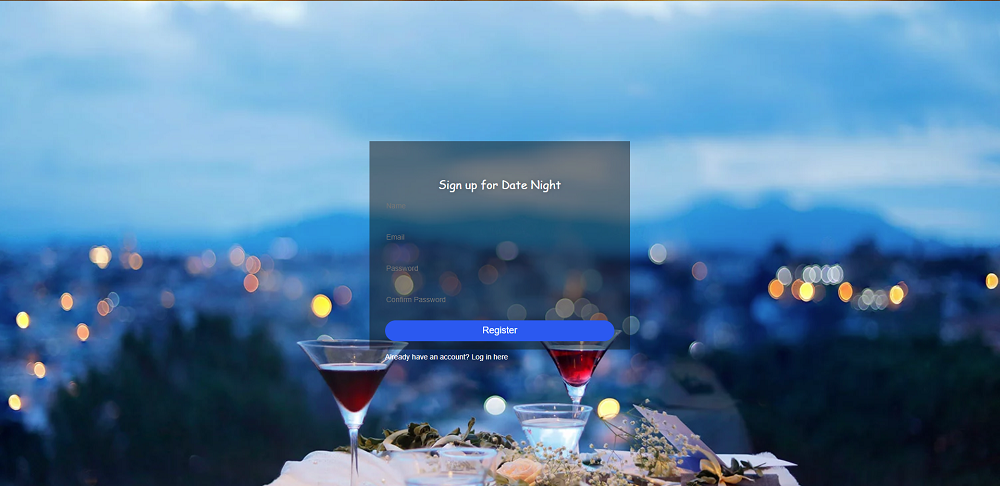 Sign up for Date Night
Name
Email
Password
Confirm Password
Register
Already have an account? Log in here